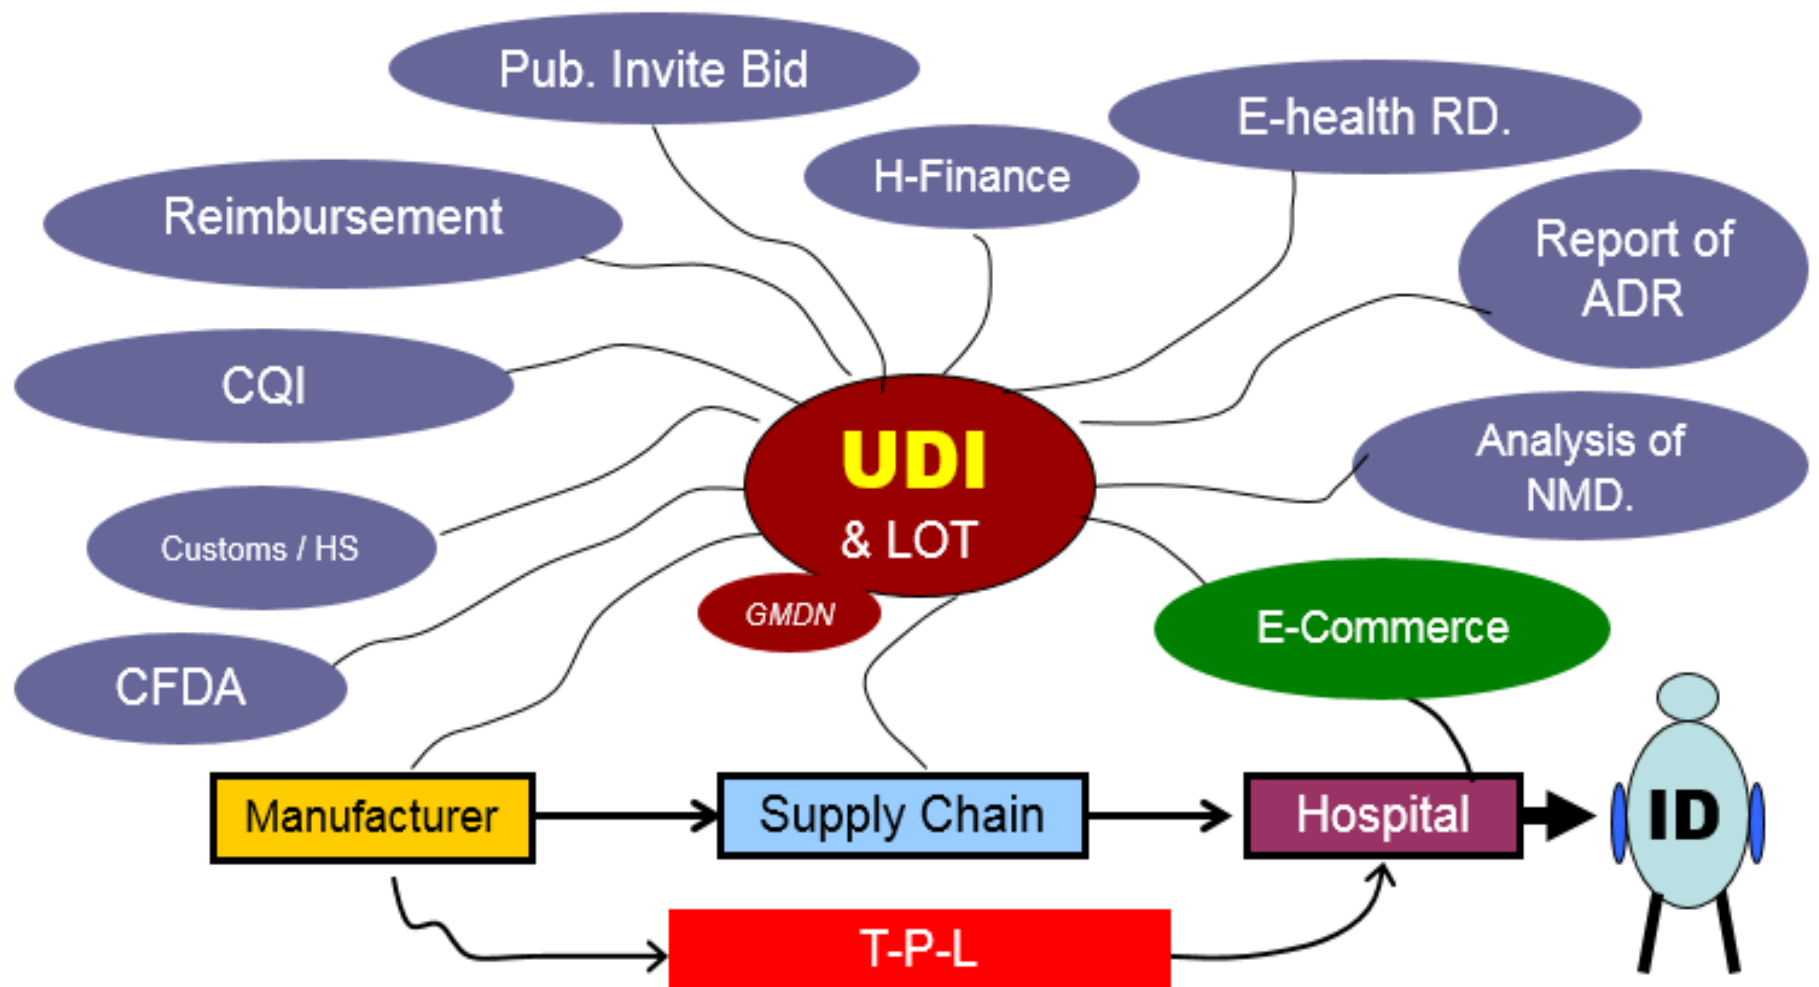 Pub. Invite Bid
E-health RD.
H-Finance
Reimbursement
Report of
ADR
CQI
UDI
& LOT
Analysis of
NMD.
Customs / HS
GMDN
E-Commerce
CFDA
Manufacturer
Supply Chain
Hospital
ID
T-P-L